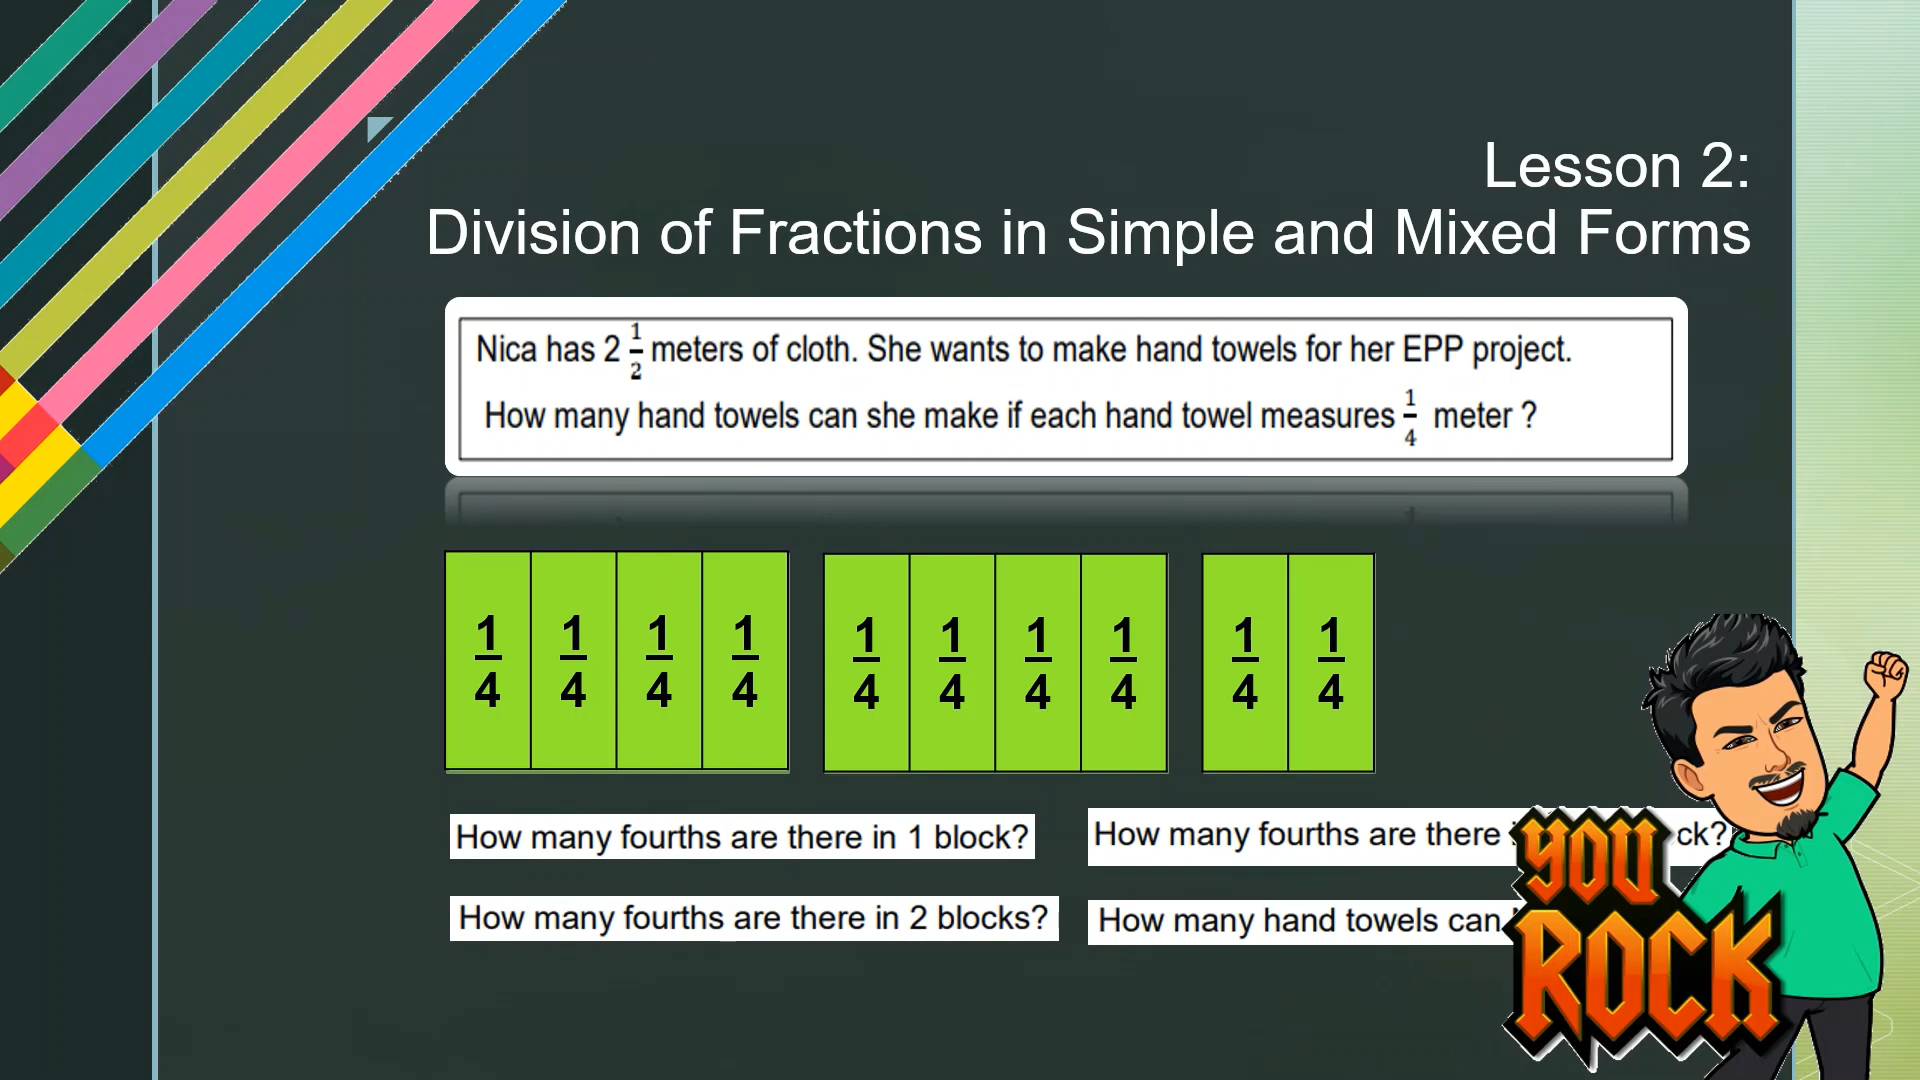 Lesson 2:
Division of Fractions in Simple and Mixed Forms
Nica has 2 1/2 meters of cloth. She wants to make hand towels for her EPP project.
How many hand towels can she make if each hand towel measures 1/4 meter ?
1/4 1/4 1/4 1/4 1/4 1/4 1/4 1/4 1/4 1/4
How many fourths are there in 1 block?
How many fourths are there ck?
How many fourths are there in 2 blocks?
How many hand towels can
YOU
ROCK